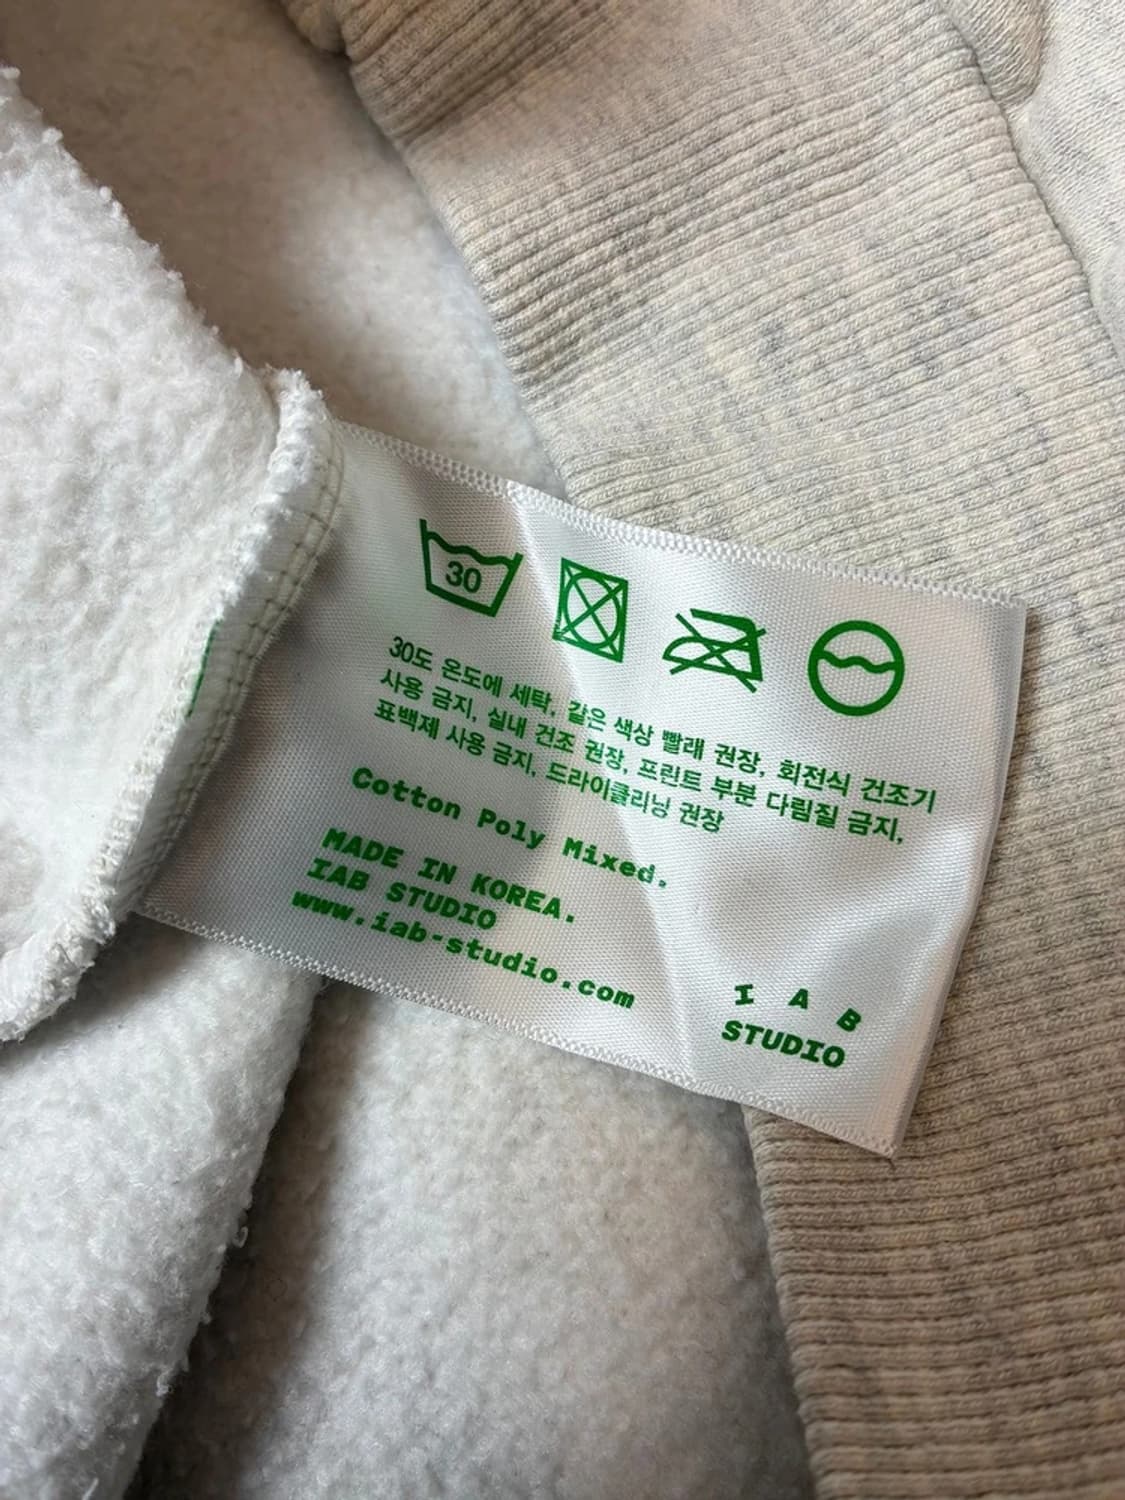 30
30도 온도에 세탁, 같은 색상 빨래 권장, 회전식 건조기
사용 금지, 실내 건조 권장, 프린트 부분 다림질 금지,
표백제 사용 금지, 드라이클리닝 권장
Cotton Poly Mixed.
MADE IN KOREA.
IAB STUDIO
www.iab-studio.com
I A B
STUDIO